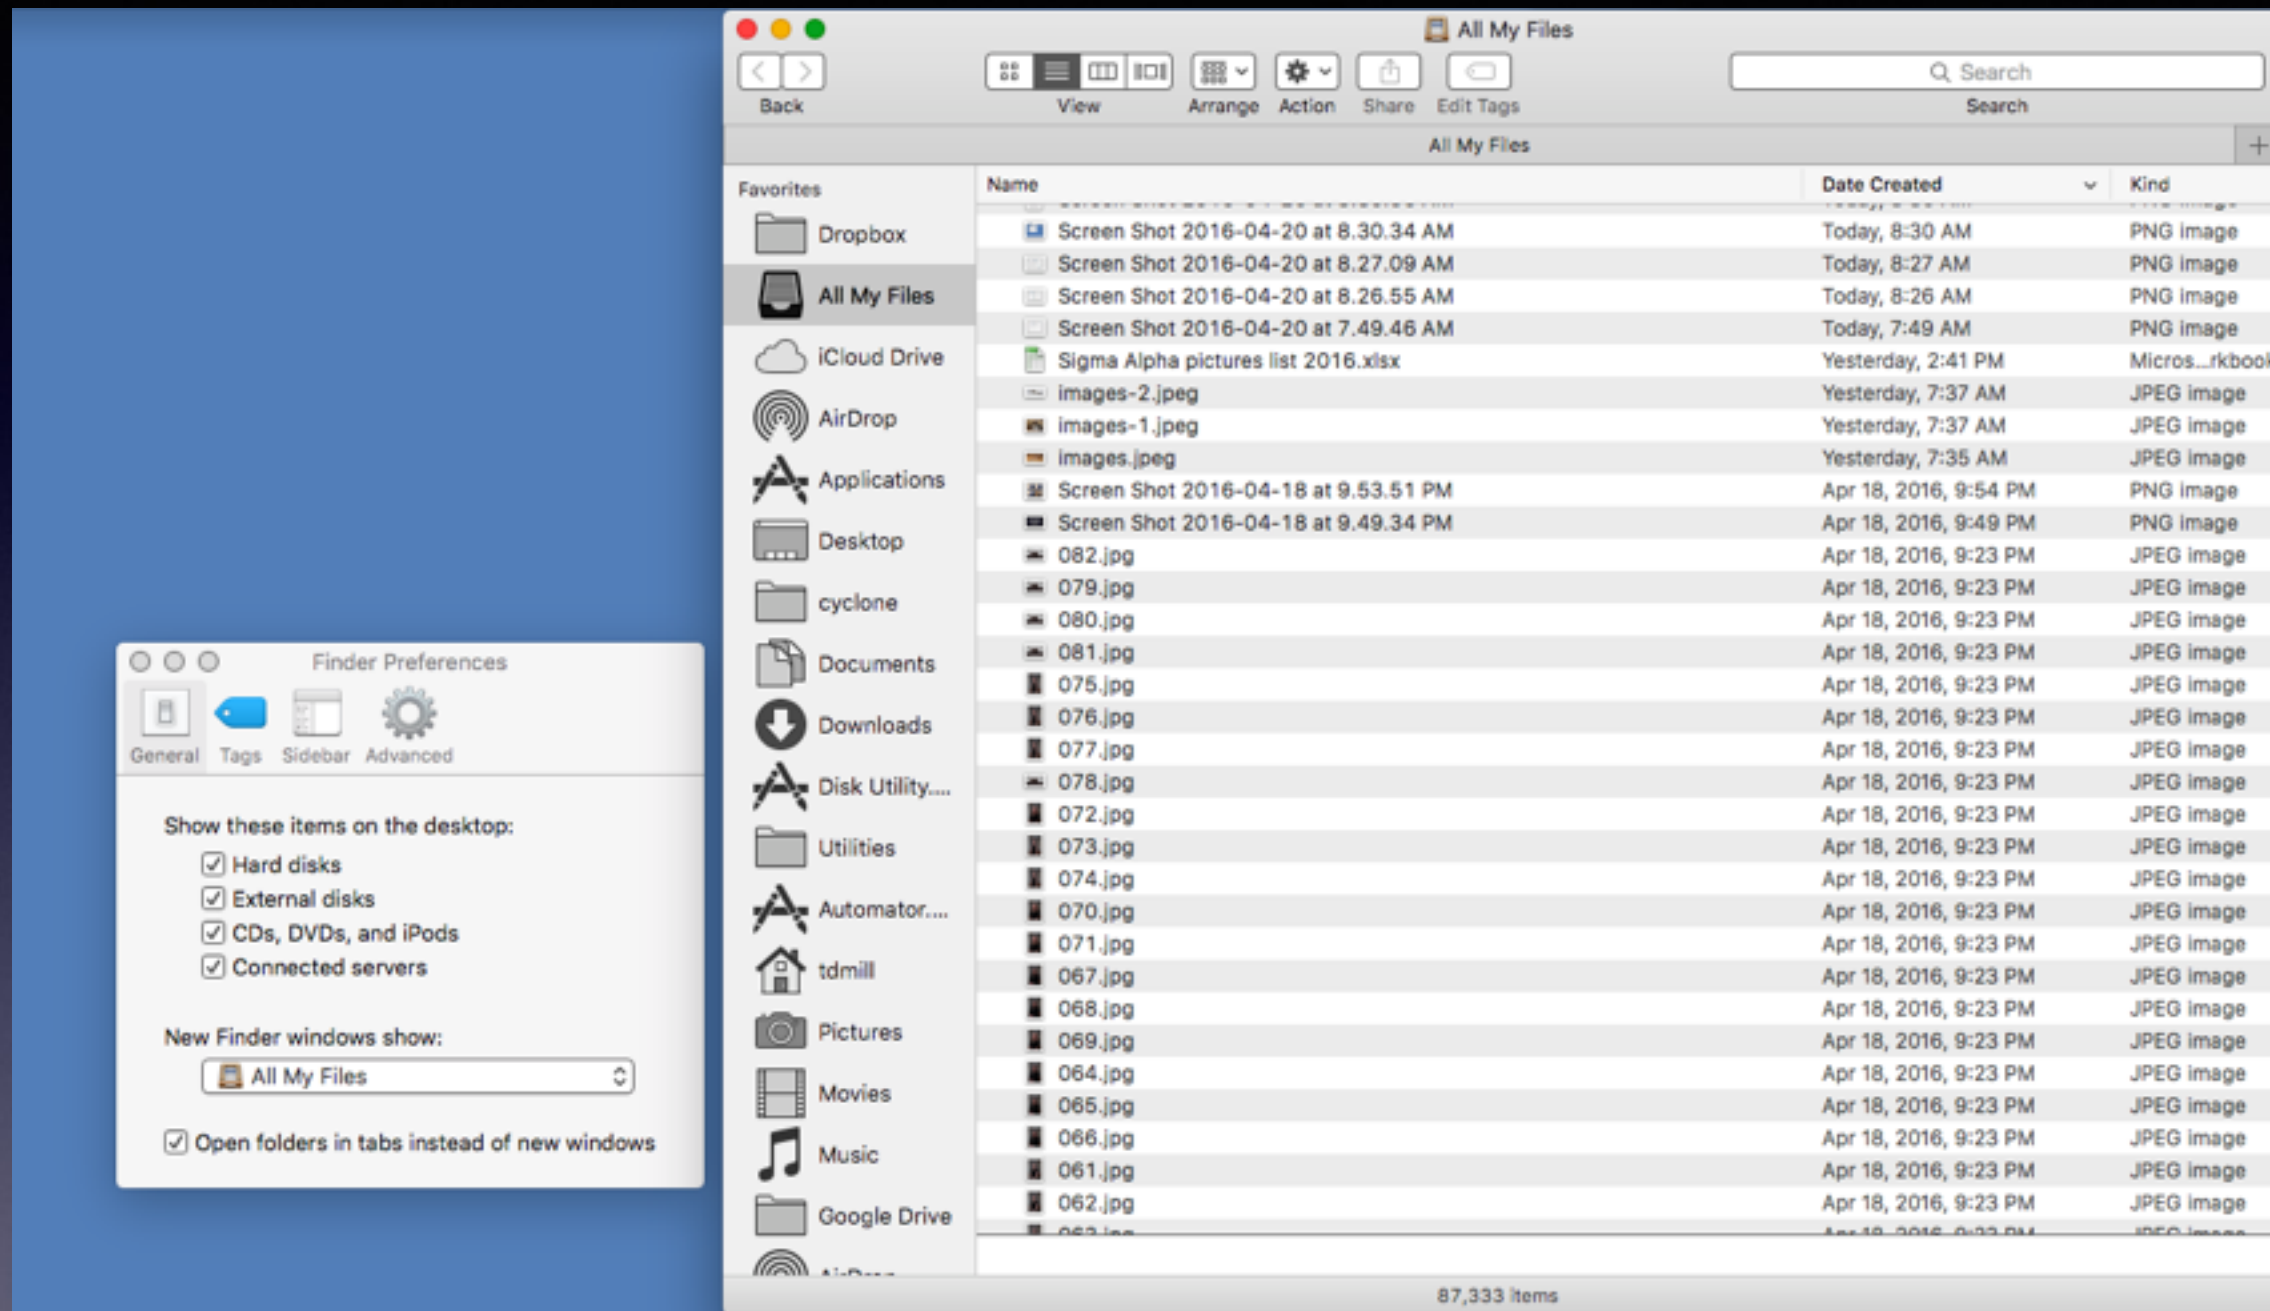 Finder Preferences
General Tags Sidebar Advanced
Show these items on the desktop:
Hard disks
External disks
CDs, DVDs, and iPods
Connected servers
New Finder windows show:
All My Files
Open folders in tabs instead of new windows
All My Files
Back View Arrange Action Share Edit Tags Search
Search
All My Files +
Favorites
Dropbox
All My Files
iCloud Drive
AirDrop
Applications
Desktop
cyclone
Documents
Downloads
Disk Utility....
Utilities
Automator....
tdmill
Pictures
Movies
Music
Google Drive
AirDrop
Name Date Created Kind
Screen Shot 2016-04-20 at 8.30.34 AM Today, 8:30 AM PNG image
Screen Shot 2016-04-20 at 8.27.09 AM Today, 8:27 AM PNG image
Screen Shot 2016-04-20 at 8.26.55 AM Today, 8:26 AM PNG image
Screen Shot 2016-04-20 at 7.49.46 AM Today, 7:49 AM PNG image
Sigma Alpha pictures list 2016.xlsx Yesterday, 2:41 PM Micros...rkbook
images-2.jpeg Yesterday, 7:37 AM JPEG image
images-1.jpeg Yesterday, 7:37 AM JPEG image
images.jpeg Yesterday, 7:35 AM JPEG image
Screen Shot 2016-04-18 at 9.53.51 PM Apr 18, 2016, 9:54 PM PNG image
Screen Shot 2016-04-18 at 9.49.34 PM Apr 18, 2016, 9:49 PM PNG image
082.jpg Apr 18, 2016, 9:23 PM JPEG image
079.jpg Apr 18, 2016, 9:23 PM JPEG image
080.jpg Apr 18, 2016, 9:23 PM JPEG image
081.jpg Apr 18, 2016, 9:23 PM JPEG image
075.jpg Apr 18, 2016, 9:23 PM JPEG image
076.jpg Apr 18, 2016, 9:23 PM JPEG image
077.jpg Apr 18, 2016, 9:23 PM JPEG image
078.jpg Apr 18, 2016, 9:23 PM JPEG image
072.jpg Apr 18, 2016, 9:23 PM JPEG image
073.jpg Apr 18, 2016, 9:23 PM JPEG image
074.jpg Apr 18, 2016, 9:23 PM JPEG image
070.jpg Apr 18, 2016, 9:23 PM JPEG image
071.jpg Apr 18, 2016, 9:23 PM JPEG image
067.jpg Apr 18, 2016, 9:23 PM JPEG image
068.jpg Apr 18, 2016, 9:23 PM JPEG image
069.jpg Apr 18, 2016, 9:23 PM JPEG image
064.jpg Apr 18, 2016, 9:23 PM JPEG image
065.jpg Apr 18, 2016, 9:23 PM JPEG image
066.jpg Apr 18, 2016, 9:23 PM JPEG image
061.jpg Apr 18, 2016, 9:23 PM JPEG image
062.jpg Apr 18, 2016, 9:23 PM JPEG image
87,333 items